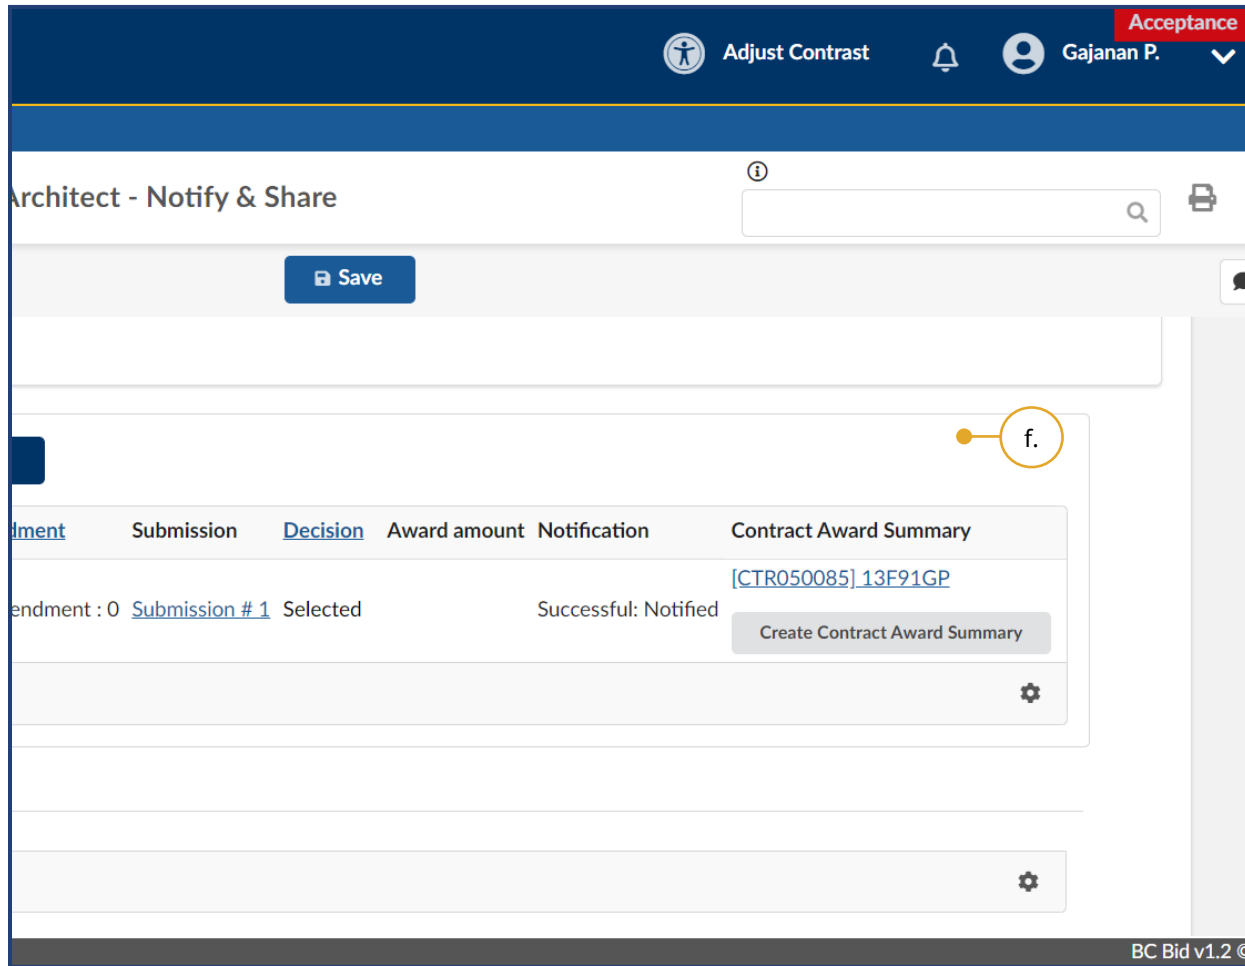 Acceptance
Adjust Contrast Gajanan P.
Architect - Notify & Share
Save
f.
dment Submission Decision Award amount Notification Contract Award Summary
[CTR050085] 13F91GP
endment : 0 Submission # 1 Selected Successful: Notified
Create Contract Award Summary
BC Bid v1.2 ©